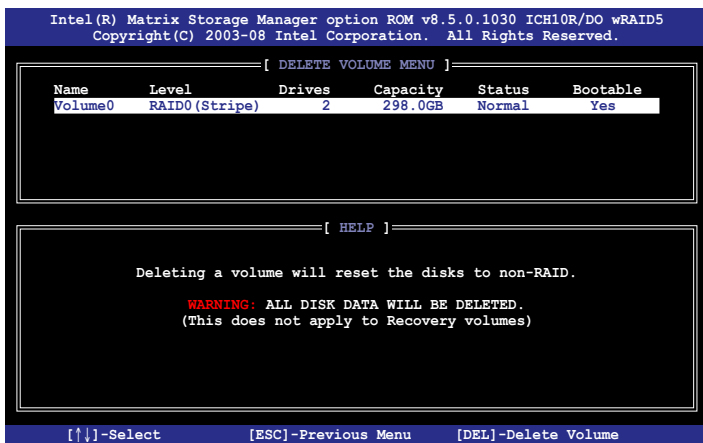 Intel(R) Matrix Storage Manager option ROM v8.5.0.1030 ICH10R/DO wRAID5
Copyright(C) 2003-08 Intel Corporation. All Rights Reserved.
[ DELETE VOLUME MENU ]
Name Level Drives Capacity Status Bootable
Volume0 RAID0(Stripe) 2 298.0GB Normal Yes
[ HELP ]
Deleting a volume will reset the disks to non-RAID.
WARNING: ALL DISK DATA WILL BE DELETED.
(This does not apply to Recovery volumes)
[↑↓]-Select [ESC]-Previous Menu [DEL]-Delete Volume